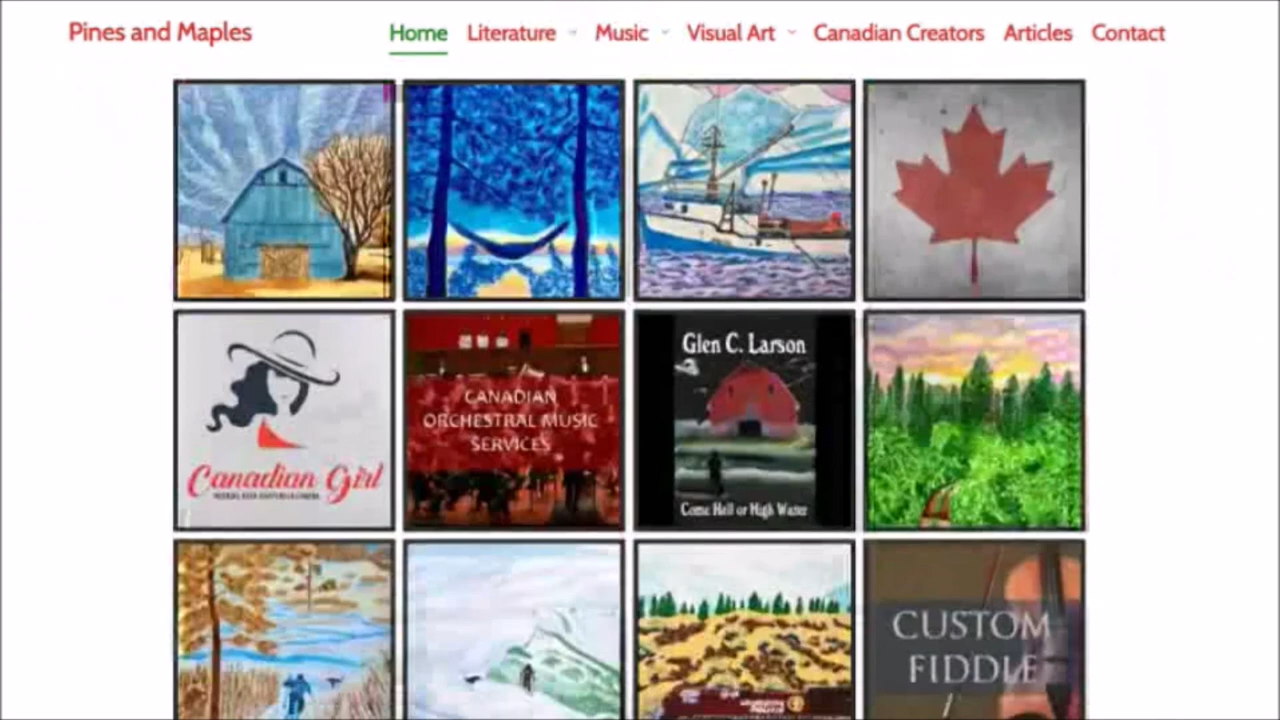 Pines and Maples
Home Literature Music Visual Art Canadian Creators Articles Contact
Canadian Girl
CANADIAN
ORCHESTRAL MUSIC
SERVICES
Glen C. Larson
Come Hell or High Water
CUSTOM
FIDDLE